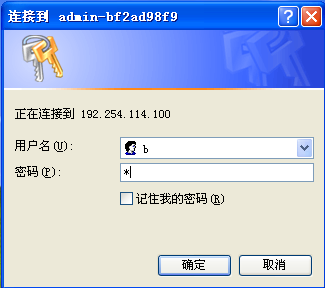 连接到 admin-bf2ad98f9
正在连接到 192.254.114.100
用户名(U): b
密码(P): *
记住我的密码(R)
确定 取消